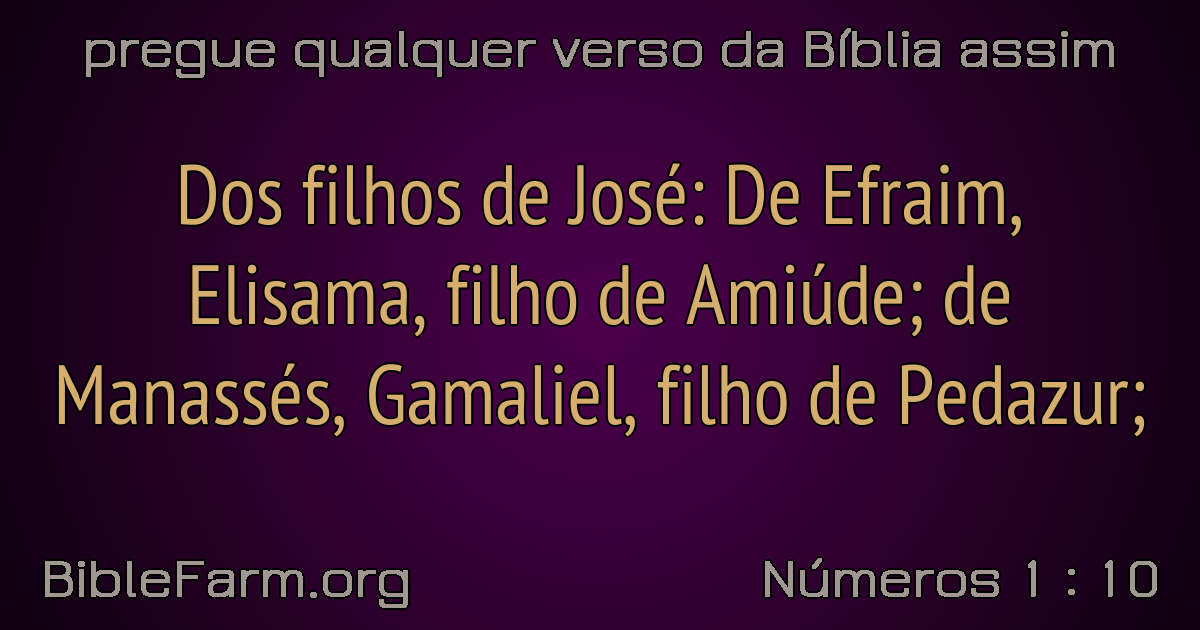 pregue qualquer verso da Bíblia assim
Dos filhos de José: De Efraim,
Elisama, filho de Amiúde; de
Manassés, Gamaliel, filho de Pedazur;
BibleFarm.org
Números 1 : 10